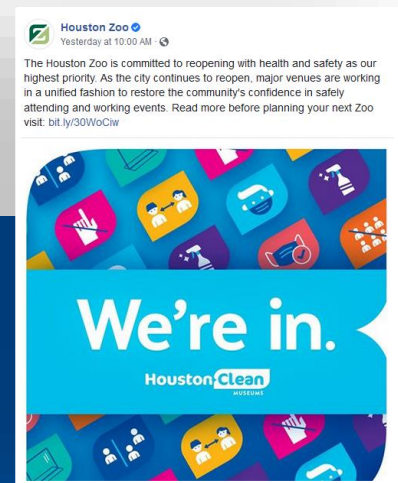 Houston Zoo
Yesterday at 10:00 AM ·
The Houston Zoo is committed to reopening with health and safety as our
highest priority. As the city continues to reopen, major venues are working
in a unified fashion to restore the community's confidence in safely
attending and working events. Read more before planning your next Zoo
visit: bit.ly/30WoCiw
We're in.
Houston Clean
MUSEUMS